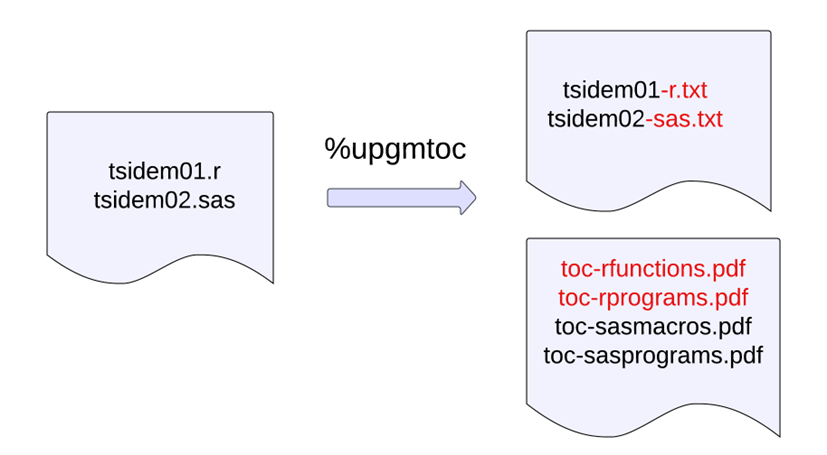 tsidem01.r
tsidem02.sas
%upgmtoc
tsidem01-r.txt
tsidem02-sas.txt
toc-rfunctions.pdf
toc-rprograms.pdf
toc-sasmacros.pdf
toc-sasprograms.pdf